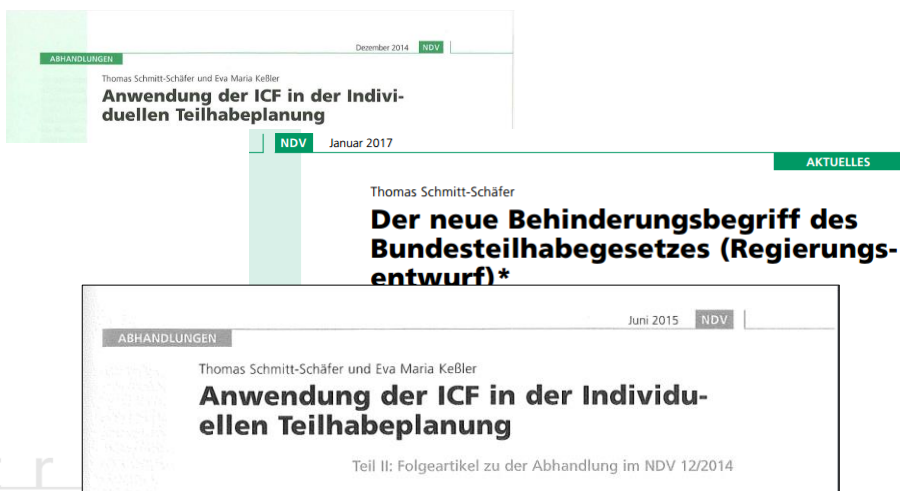 Dezember 2014 NDV
ABHANDLUNGEN
Thomas Schmitt-Schäfer und Eva Maria Keßler
Anwendung der ICF in der Indivi-
duellen Teilhabeplanung
NDV Januar 2017
AKTUELLES
Thomas Schmitt-Schäfer
Der neue Behinderungsbegriff des
Bundesteilhabegesetzes (Regierungs-
entwurf)*
Juni 2015 NDV
ABHANDLUNGEN
Thomas Schmitt-Schäfer und Eva Maria Keßler
Anwendung der ICF in der Individu-
ellen Teilhabeplanung
Teil II: Folgeartikel zu der Abhandlung im NDV 12/2014
r